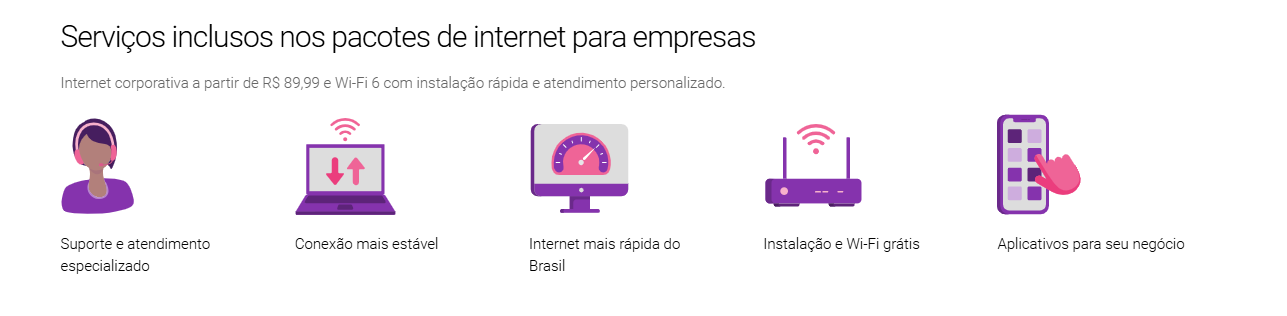 Serviços inclusos nos pacotes de internet para empresas
Internet corporativa a partir de R$ 89,99 e Wi-Fi 6 com instalação rápida e atendimento personalizado.
Suporte e atendimento
especializado
Conexão mais estável
Internet mais rápida do
Brasil
Instalação e Wi-Fi grátis
Aplicativos para seu negócio